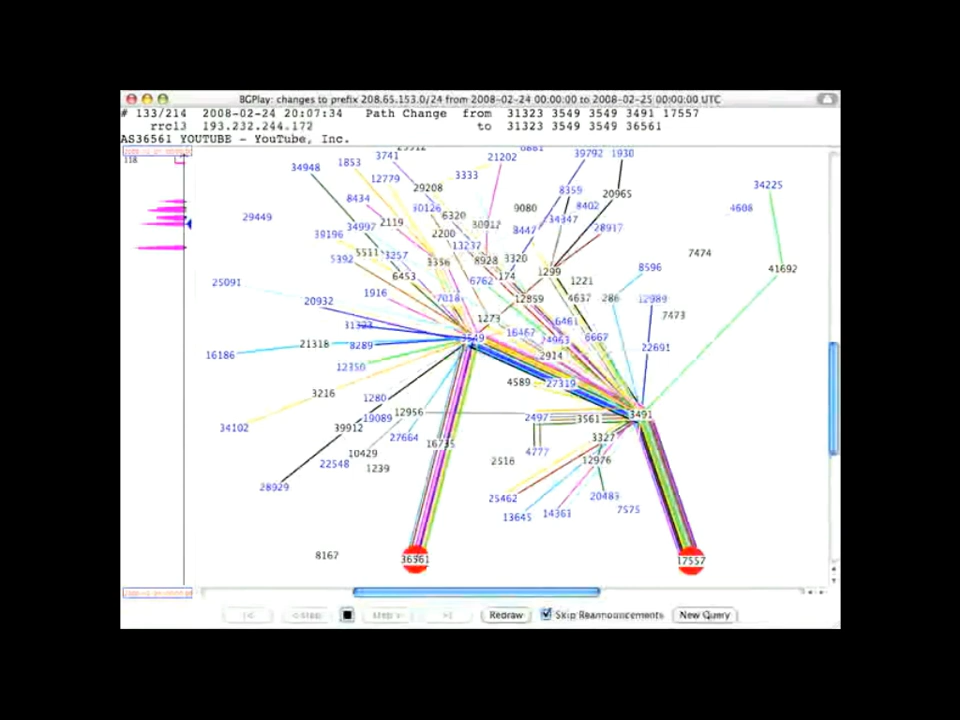 BGPlay: changes to prefix 208.65.153.0/24 from 2008-02-24 00:00:00 to 2008-02-25 00:00:00 UTC
# 133/214 2008-02-24 20:07:34 Path Change from 31323 3549 3549 3491 17557
rrc13 193.232.244.172 to 31323 3549 3549 36561
AS36561 YOUTUBE - YouTube, Inc.
118
3741 21202 39792 1930
34948 1853
12779 3333 34225
29208 8359 20965
8434 30126 9080 8402 4608
29449 6320 34347
34997 2119 30912 8447 28917
39196 2200
13237
5511 3257 7474
5392 3356 8928 3320 8596 41692
6453 174 1299
25091 6762 1221
1916 7018 12859 4637 286 12989
20932
1273 6461 7473
31323 16467
21318 8289 3549 24963 6667 22691
16186 2914
12350
4589 27319
3216 1280
12956 3491
19089 2497 3561
34102 39912
27664 16735 3327
10429 4777
22548 1239 2516 12976
28929
25462 20483
13645 14361 7575
8167 36561 17557
Redraw Skip Reannouncements New Query